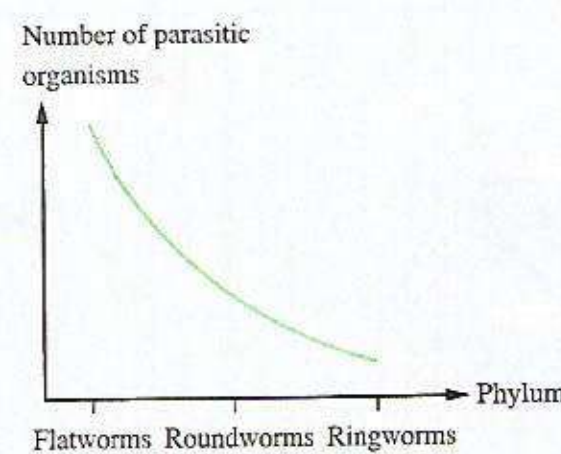 Number of parasitic
organisms
Phylum
Flatworms Roundworms Ringworms